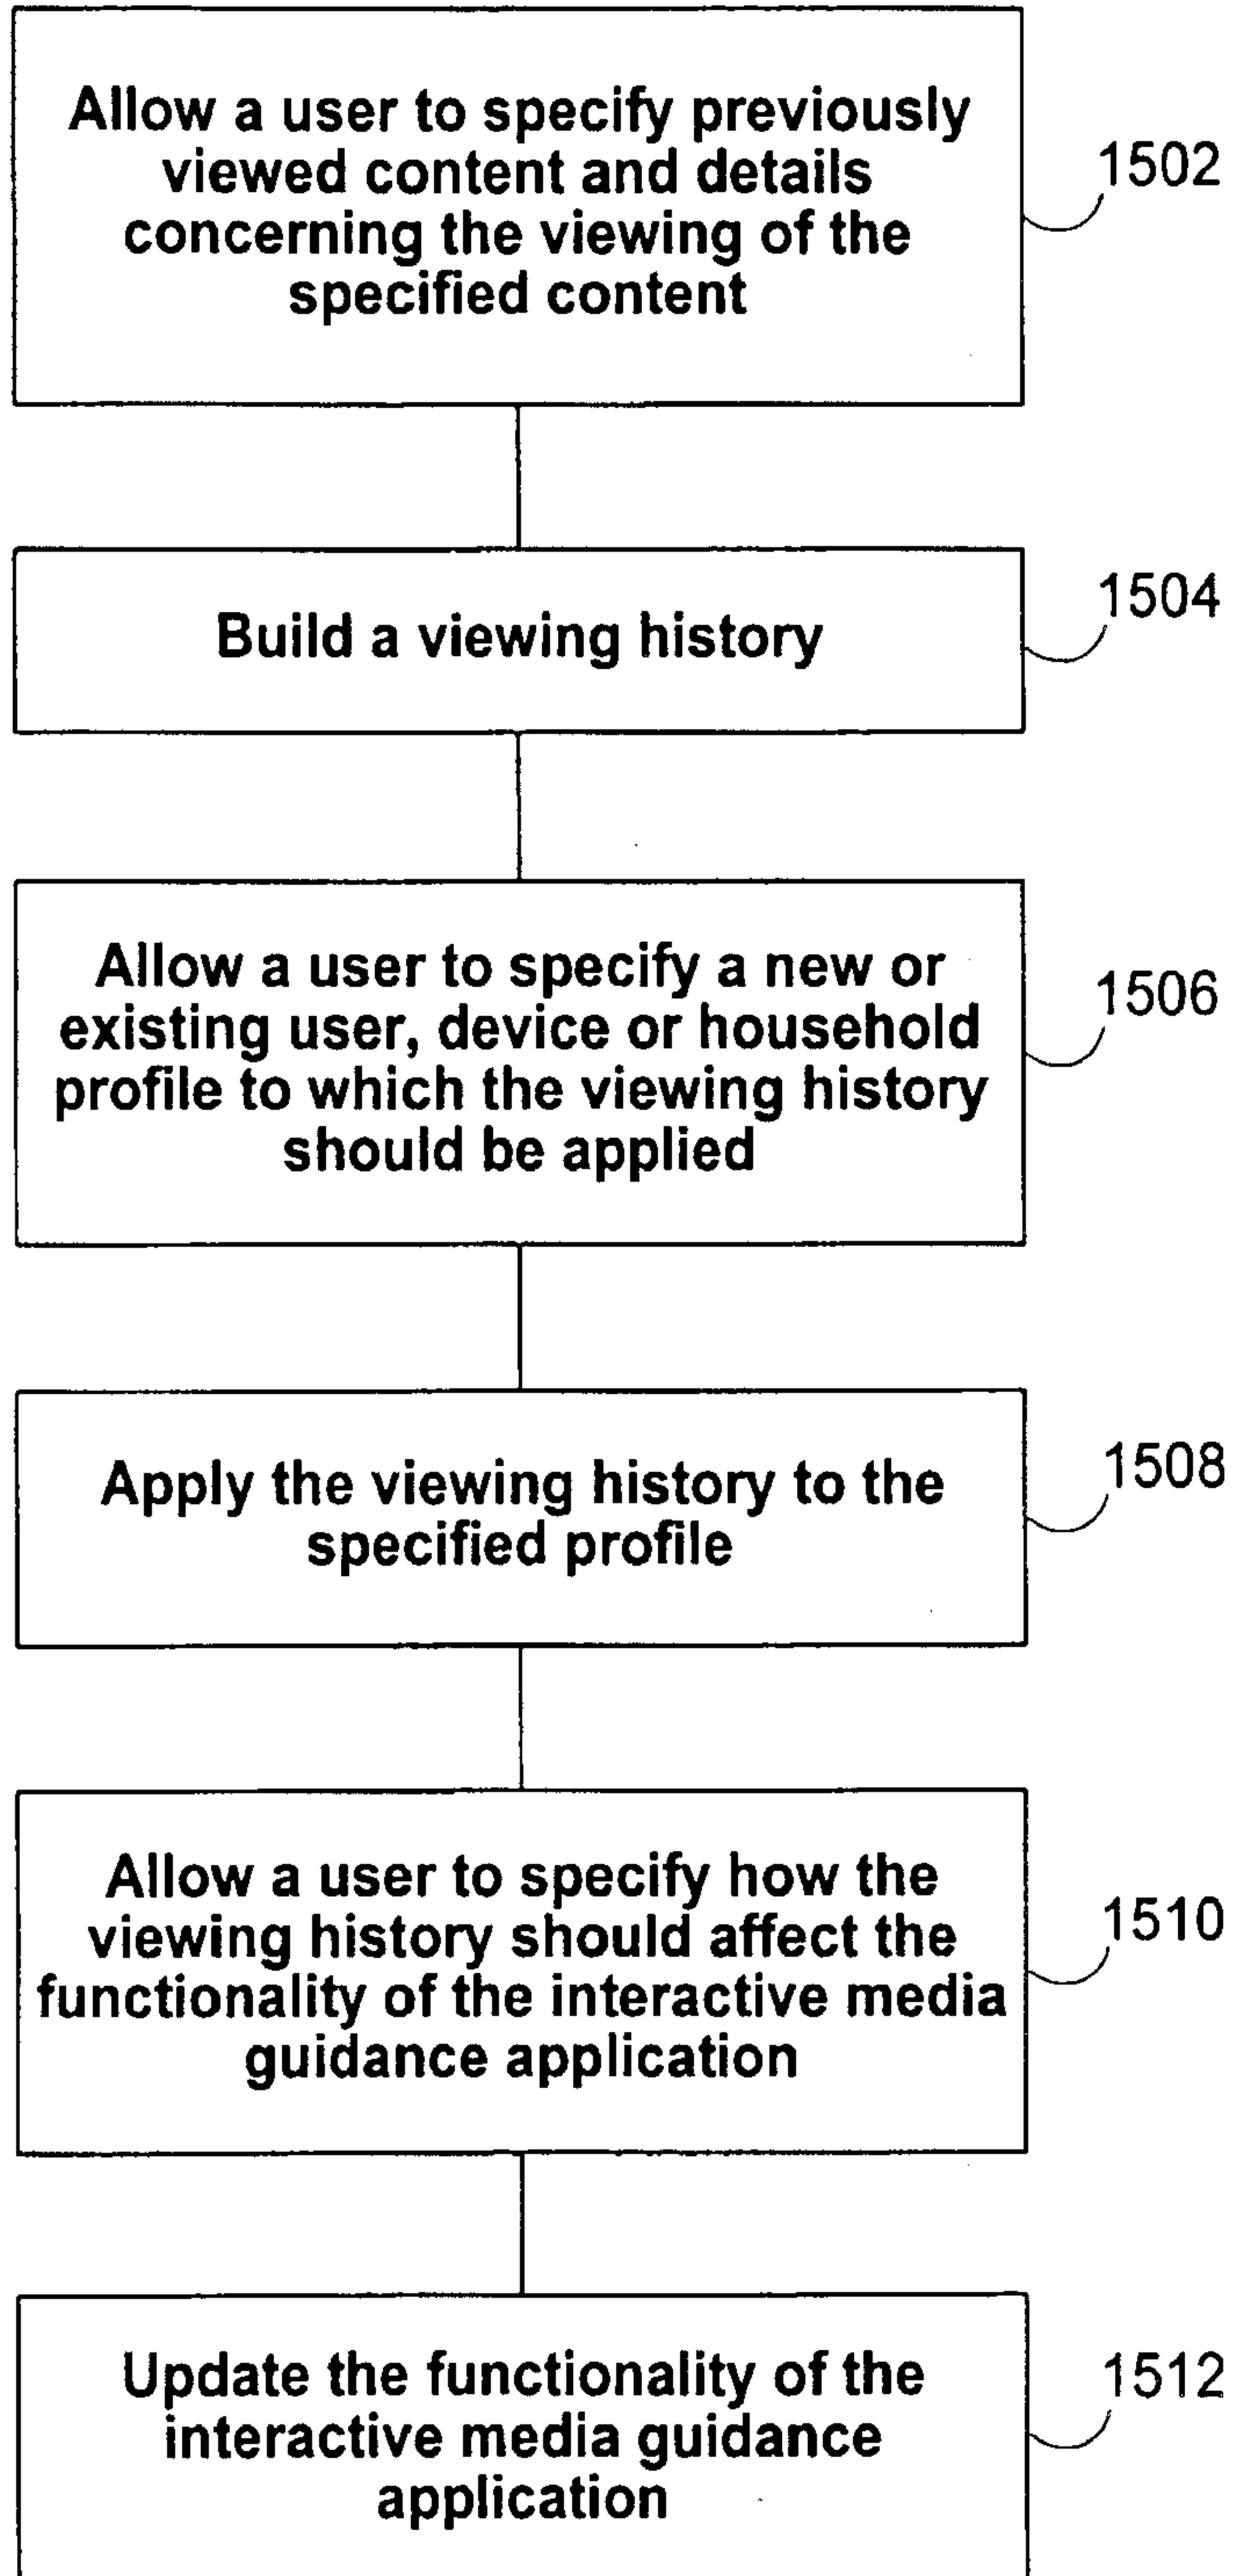 Allow a user to specify previously
viewed content and details
concerning the viewing of the
specified content
1502
Build a viewing history
1504
Allow a user to specify a new or
existing user, device or household
profile to which the viewing history
should be applied
1506
Apply the viewing history to the
specified profile
1508
Allow a user to specify how the
viewing history should affect the
functionality of the interactive media
guidance application
1510
Update the functionality of the
interactive media guidance
application
1512